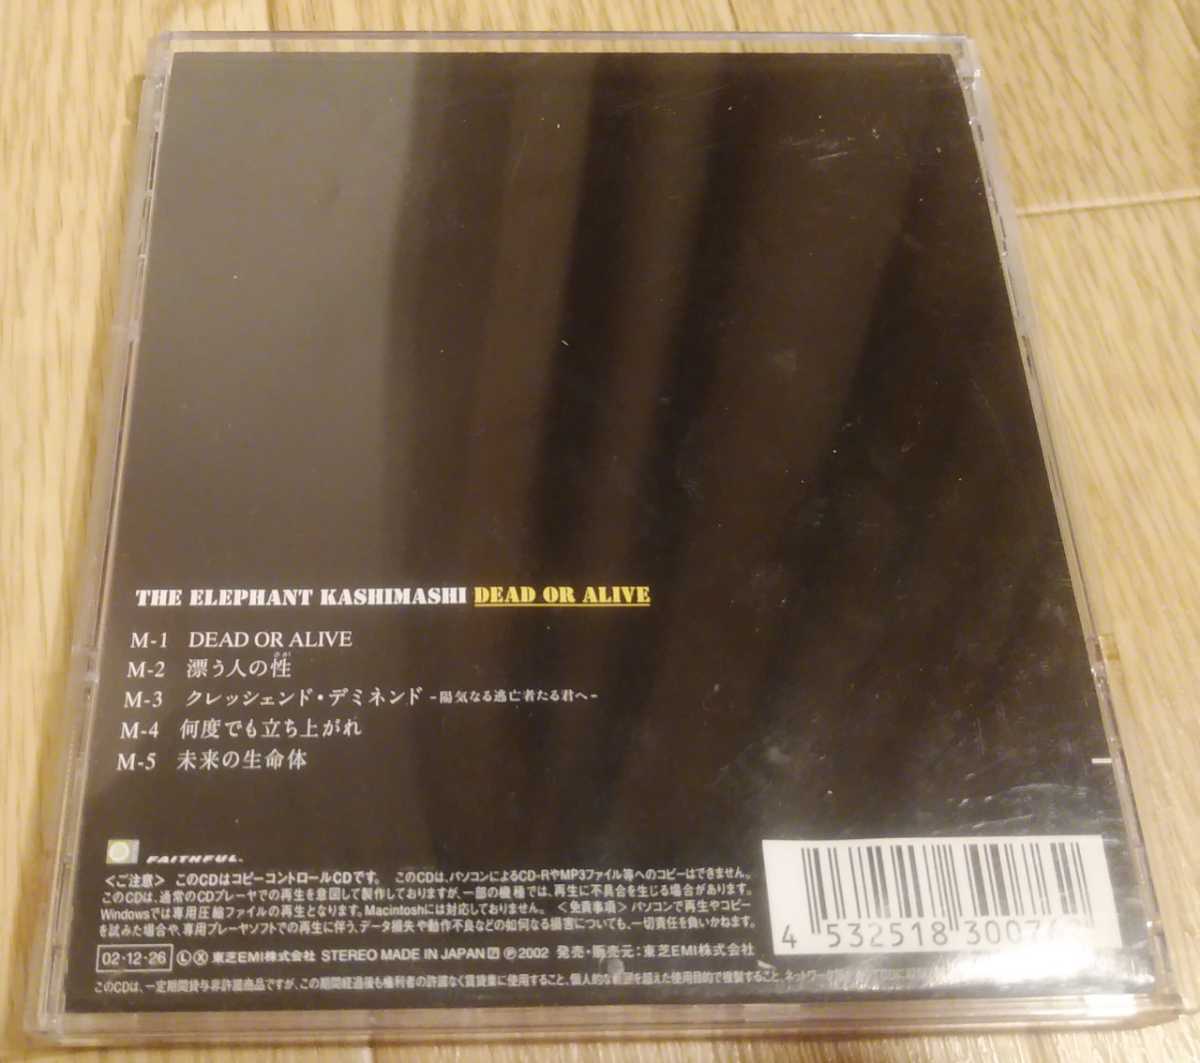 THE ELEPHANT KASHIMASHI DEAD OR ALIVE
M-1 DEAD OR ALIVE
M-2 漂う人の性
さが
M-3 クレッシェンド・デミネンド -陽気なる逃亡者たる君へ-
M-4 何度でも立ち上がれ
M-5 未来の生命体
FAITHFUL.
<ご注意> このCDはコピーコントロールCDです。 このCDは、パソコンによるCD-RやMP3ファイル等へのコピーはできません。
このCDは、通常のCDプレーヤでの再生を意図して製作しておりますが、一部の機種では、再生に不具合を生じる場合があります。
Windowsでは専用圧縮ファイルの再生となります。Macintoshには対応しておりません。 <免責事項> パソコンで再生やコピー
を試みた場合や、専用プレーヤソフトでの再生に伴う、データ損失や動作不良などの如何なる損害についても、一切責任を負いかねます。
02・12・26 Ⓛ Ⓧ 東芝EMI株式会社 STEREO MADE IN JAPAN Ⓟ2002 発売・販売元：東芝EMI株式会社
このCDは、一定期間貸与非許諾商品ですが、この期間経過後も権利者の許諾なく賃貸業に使用すること、個人的な範囲を超えた使用目的で複製すること、ネットワーク
4 532518 3007